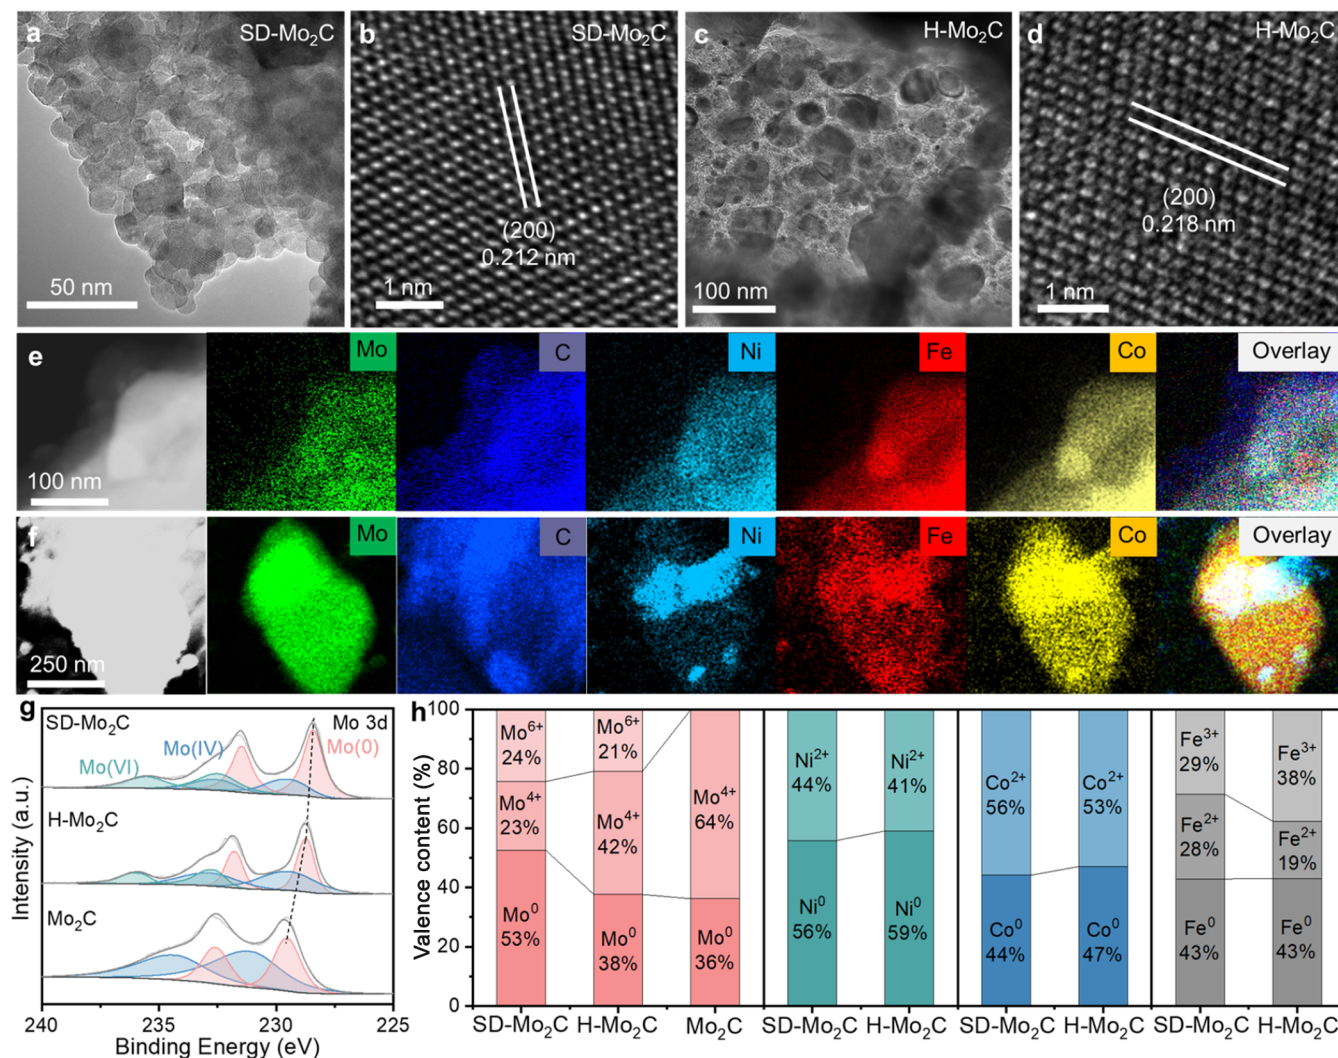 a SD-Mo₂C
50 nm
b SD-Mo₂C
(200)
0.212 nm
1 nm
c H-Mo₂C
100 nm
d H-Mo₂C
(200)
0.218 nm
1 nm
e Mo C Ni Fe Co Overlay
100 nm
f Mo C Ni Fe Co Overlay
250 nm
g
SD-Mo₂C Mo 3d
Mo(IV) Mo(0)
Mo(VI)
H-Mo₂C
Mo₂C
Intensity (a.u.)
240 235 230 225
Binding Energy (eV)
h
Valence content (%)
100
80
60
40
20
0
Mo⁶⁺
24%
Mo⁴⁺
23%
Mo⁰
53%
Mo⁶⁺
21%
Mo⁴⁺
42%
Mo⁰
38%
Mo⁴⁺
64%
Mo⁰
36%
Ni²⁺
44%
Ni⁰
56%
Ni²⁺
41%
Ni⁰
59%
Co²⁺
56%
Co⁰
44%
Co²⁺
53%
Co⁰
47%
Fe³⁺
29%
Fe²⁺
28%
Fe⁰
43%
Fe³⁺
38%
Fe²⁺
19%
Fe⁰
43%
SD-Mo₂C H-Mo₂C Mo₂C SD-Mo₂C H-Mo₂C SD-Mo₂C H-Mo₂C SD-Mo₂C H-Mo₂C